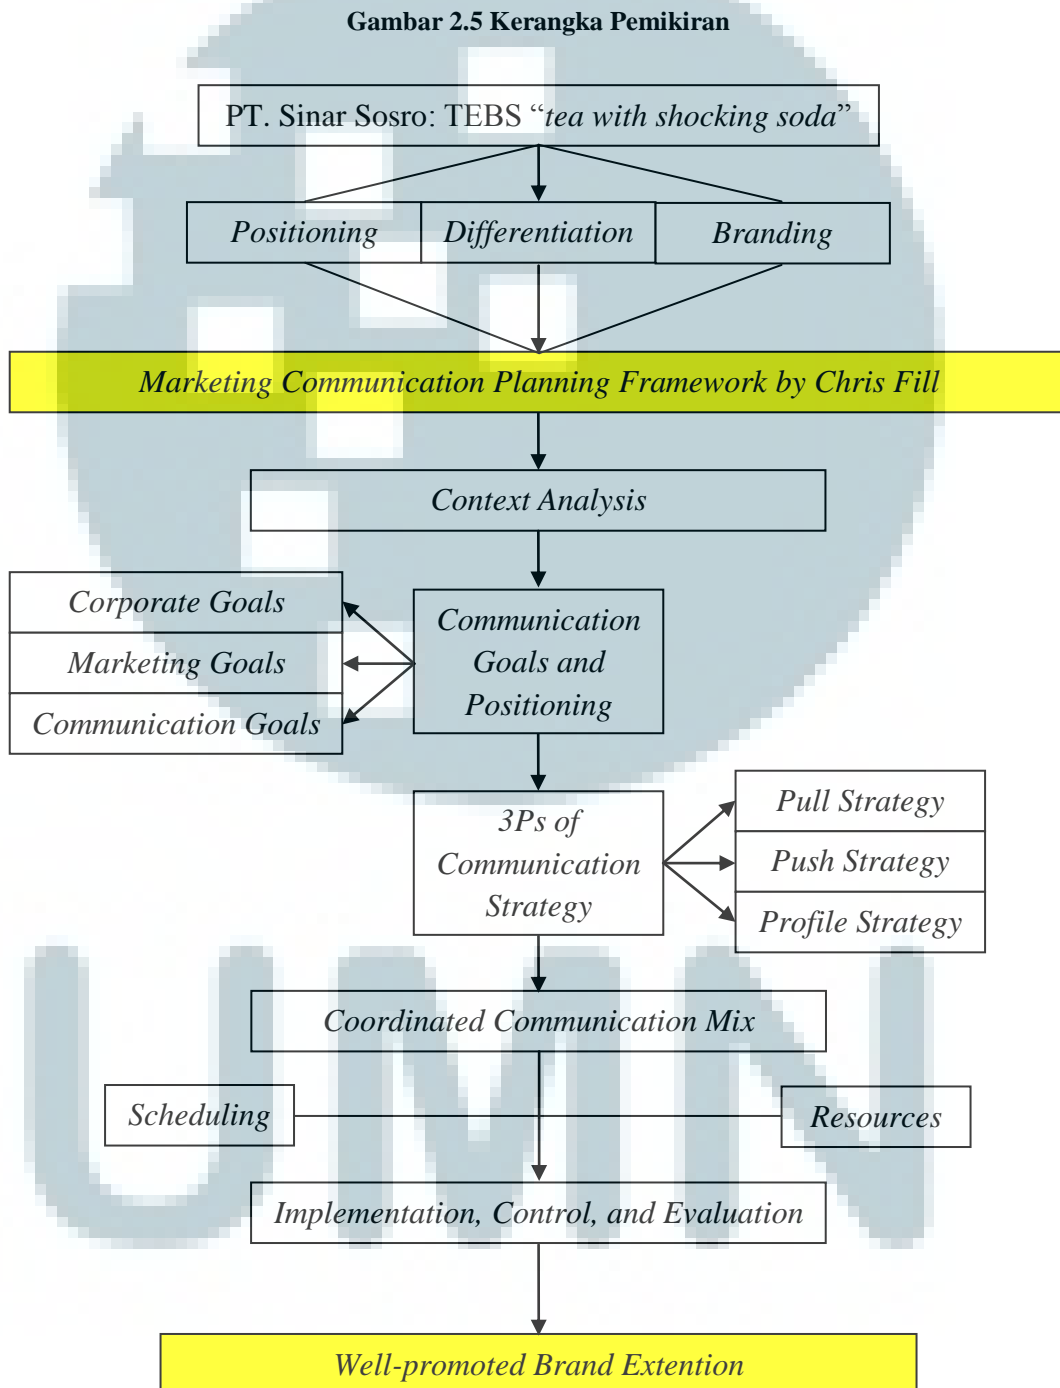 Gambar 2.5 Kerangka Pemikiran
PT. Sinar Sosro: TEBS “tea with shocking soda”
Positioning
Differentiation
Branding
Marketing Communication Planning Framework by Chris Fill
Context Analysis
Corporate Goals
Marketing Goals
Communication Goals
Communication
Goals and
Positioning
3Ps of
Communication
Strategy
Pull Strategy
Push Strategy
Profile Strategy
Coordinated Communication Mix
Scheduling
Resources
Implementation, Control, and Evaluation
Well-promoted Brand Extention
UMN